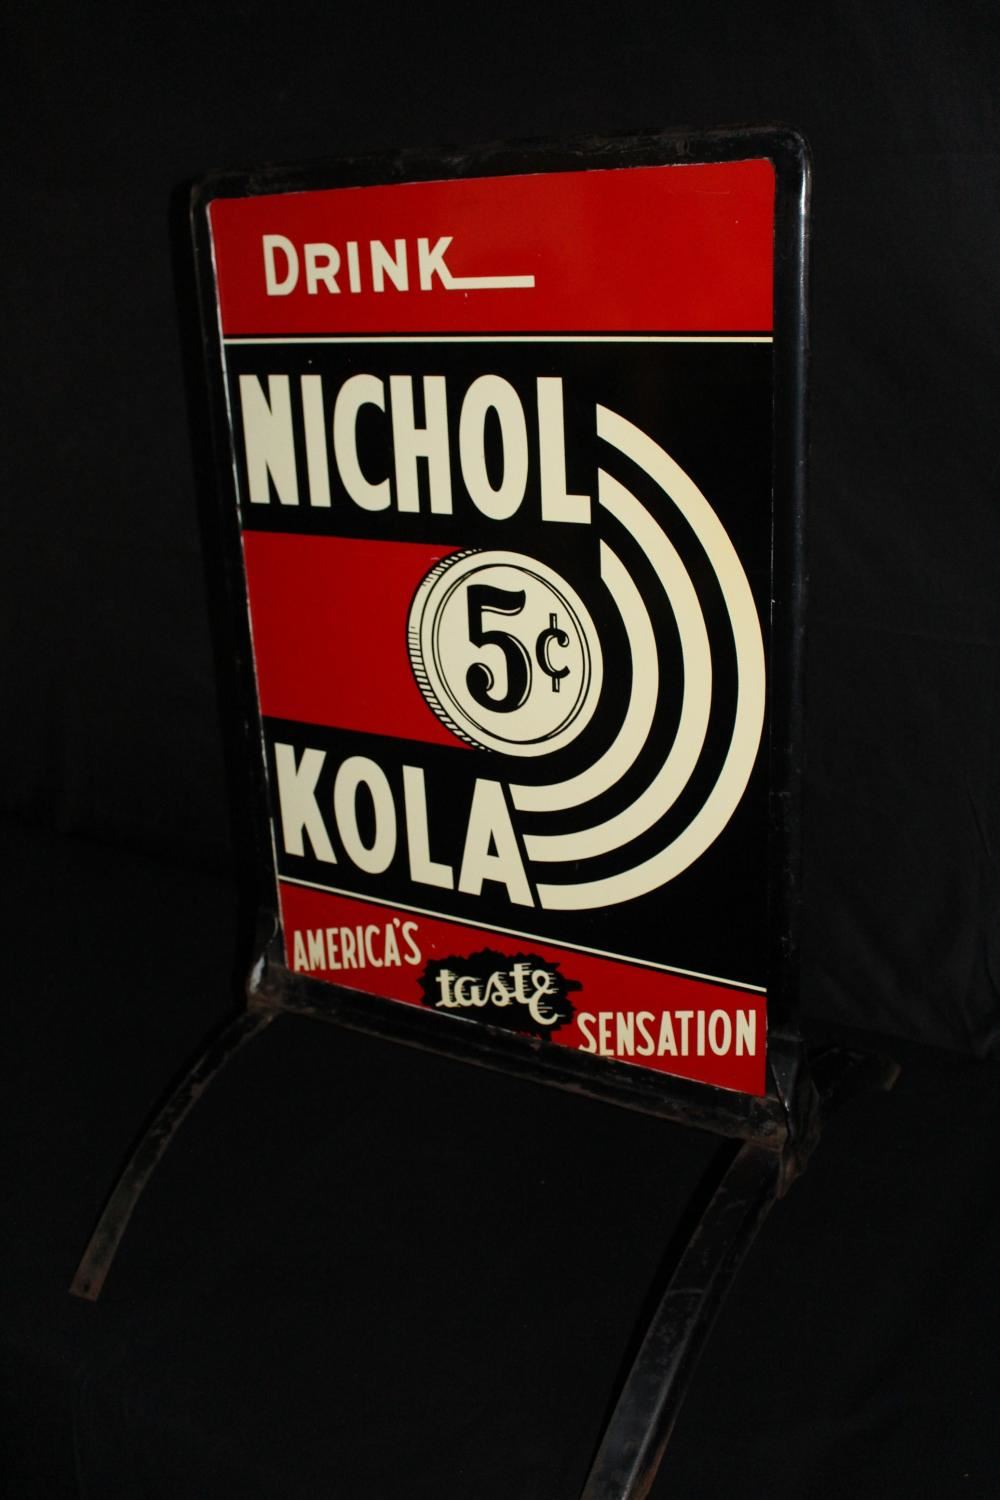 DRINK
NICHOL
5¢
KOLA
AMERICA'S
taste
SENSATION